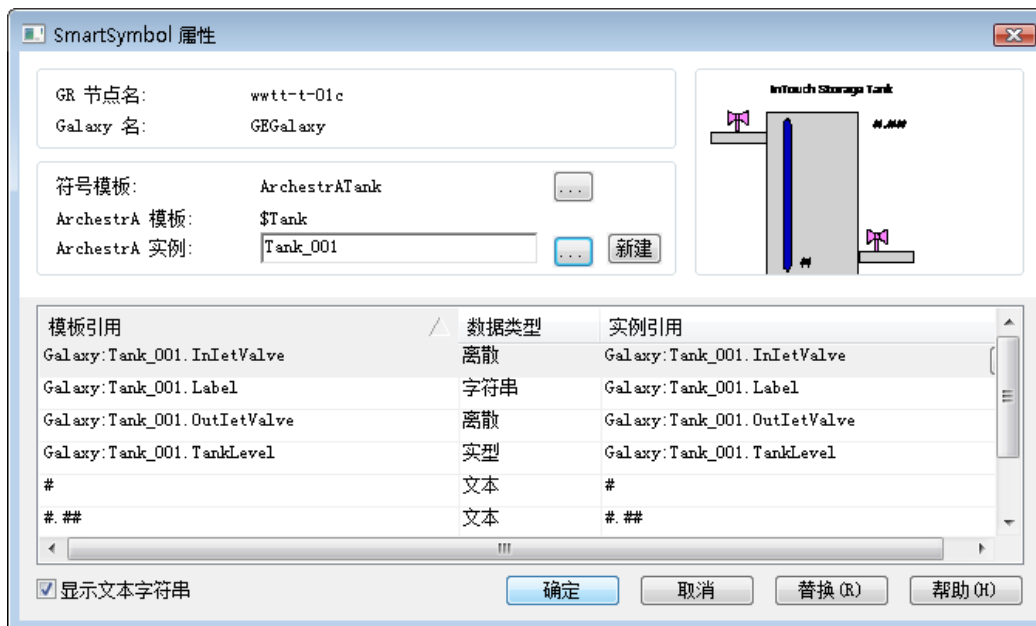 SmartSymbol 属性
GR 节点名: wwtt-t-01c
Galaxy 名: GEGalaxy
InTouch Storage Tank
#.##
#
符号模板: ArchestrATank ...
ArchestrA 模板: $Tank
ArchestrA 实例: Tank_001 ... 新建
模板引用 数据类型 实例引用
Galaxy:Tank_001.InIetValve 离散 Galaxy:Tank_001.InIetValve
Galaxy:Tank_001.Label 字符串 Galaxy:Tank_001.Label
Galaxy:Tank_001.OutIetValve 离散 Galaxy:Tank_001.OutIetValve
Galaxy:Tank_001.TankLevel 实型 Galaxy:Tank_001.TankLevel
# 文本 #
#.## 文本 #.##
显示文本字符串 确定 取消 替换(R) 帮助(H)